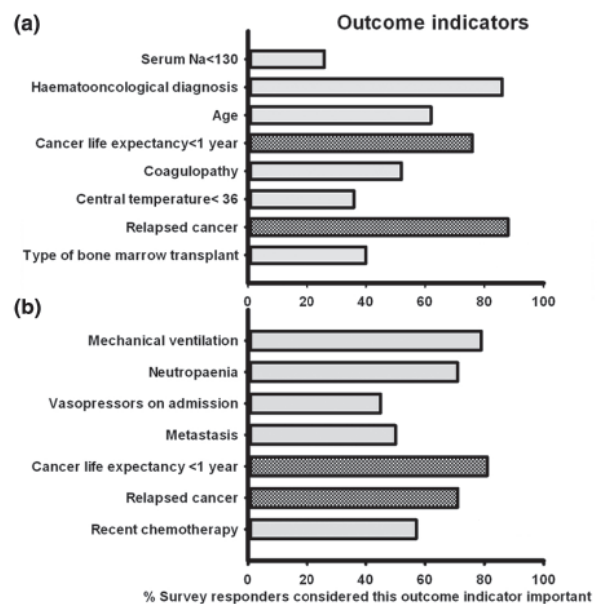 (a)
Outcome indicators
Serum Na<130
Haematooncological diagnosis
Age
Cancer life expectancy<1 year
Coagulopathy
Central temperature< 36
Relapsed cancer
Type of bone marrow transplant
0 20 40 60 80 100
(b)
Mechanical ventilation
Neutropaenia
Vasopressors on admission
Metastasis
Cancer life expectancy <1 year
Relapsed cancer
Recent chemotherapy
0 20 40 60 80 100
% Survey responders considered this outcome indicator important